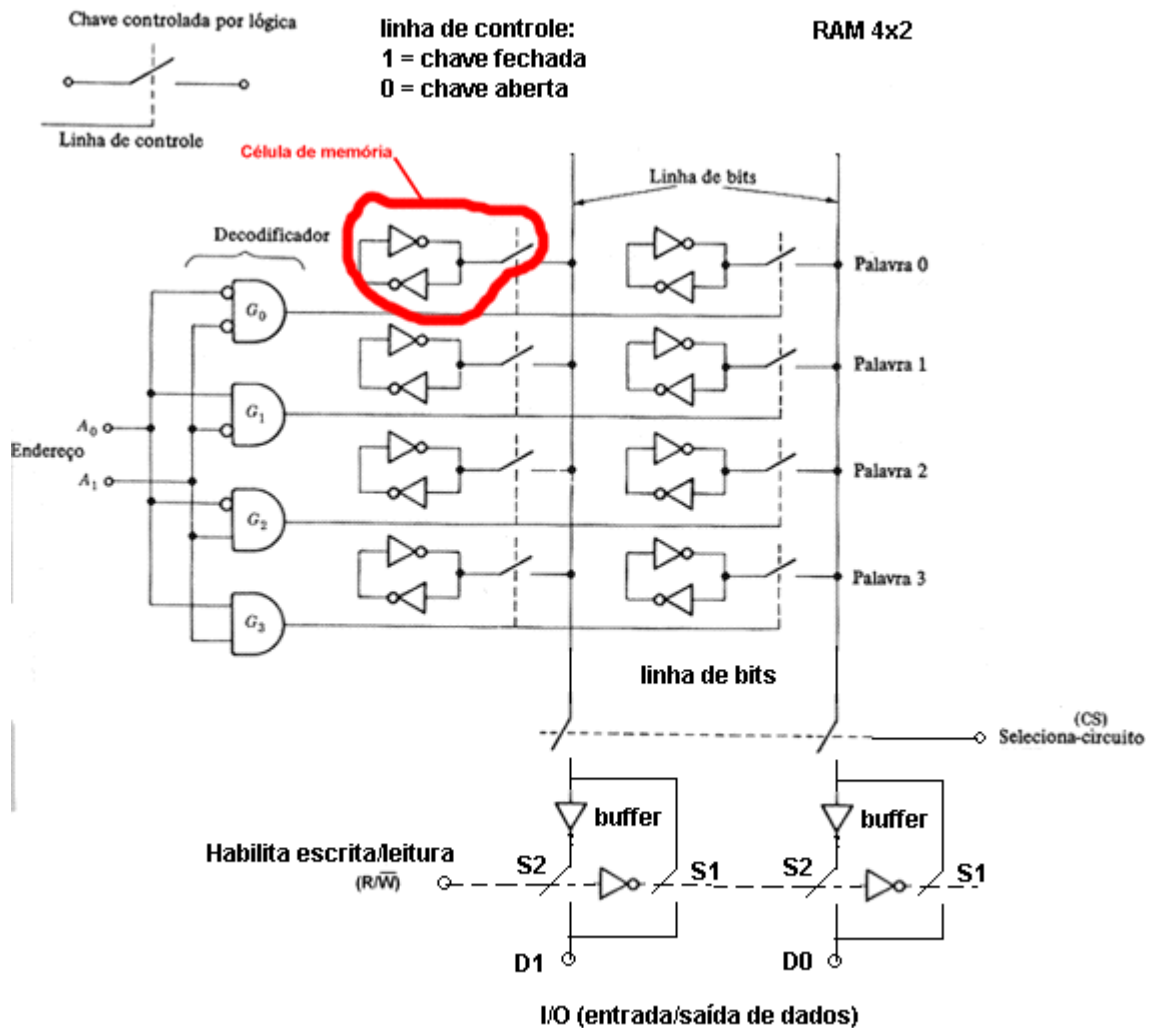 Chave controlada por lógica
linha de controle:
1 = chave fechada
0 = chave aberta
RAM 4x2
Linha de controle
Célula de memória
Linha de bits
Decodificador
G0
Palavra 0
G1
Palavra 1
A0
Endereço
A1
G2
Palavra 2
G3
Palavra 3
linha de bits
(CS)
Seleciona-circuito
buffer
buffer
Habilita escrita/leitura
(R/W̅)
S2
S1
S2
S1
D1
D0
I/O (entrada/saída de dados)